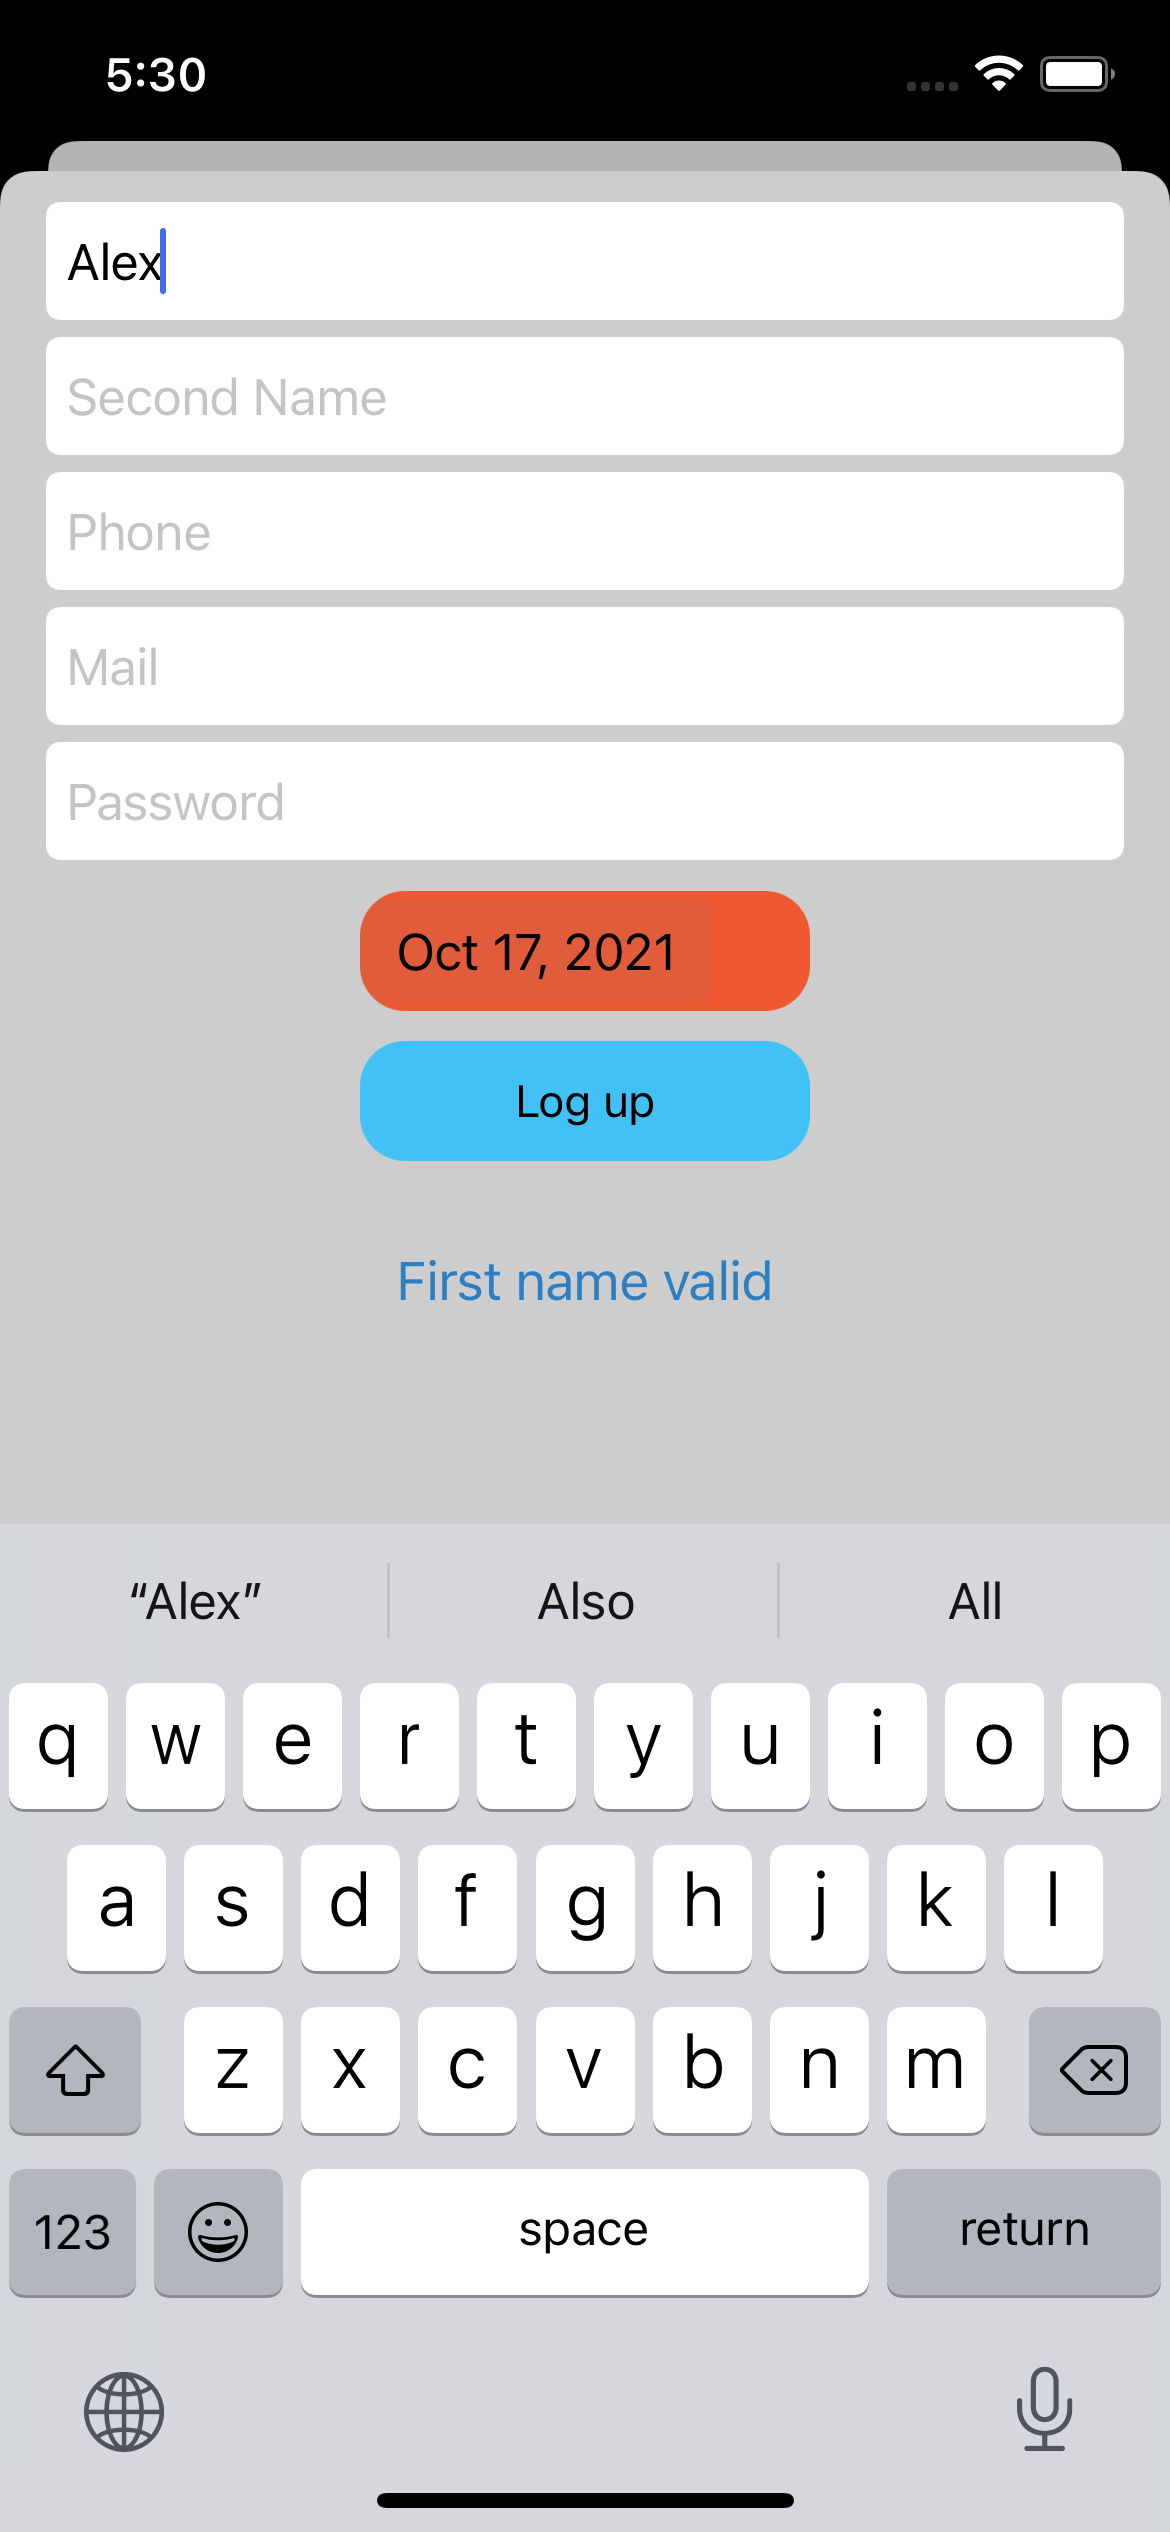 5:30
Alex
Second Name
Phone
Mail
Password
Oct 17, 2021
Log up
First name valid
“Alex” Also All
q w e r t y u i o p
a s d f g h j k l
z x c v b n m
123 space return